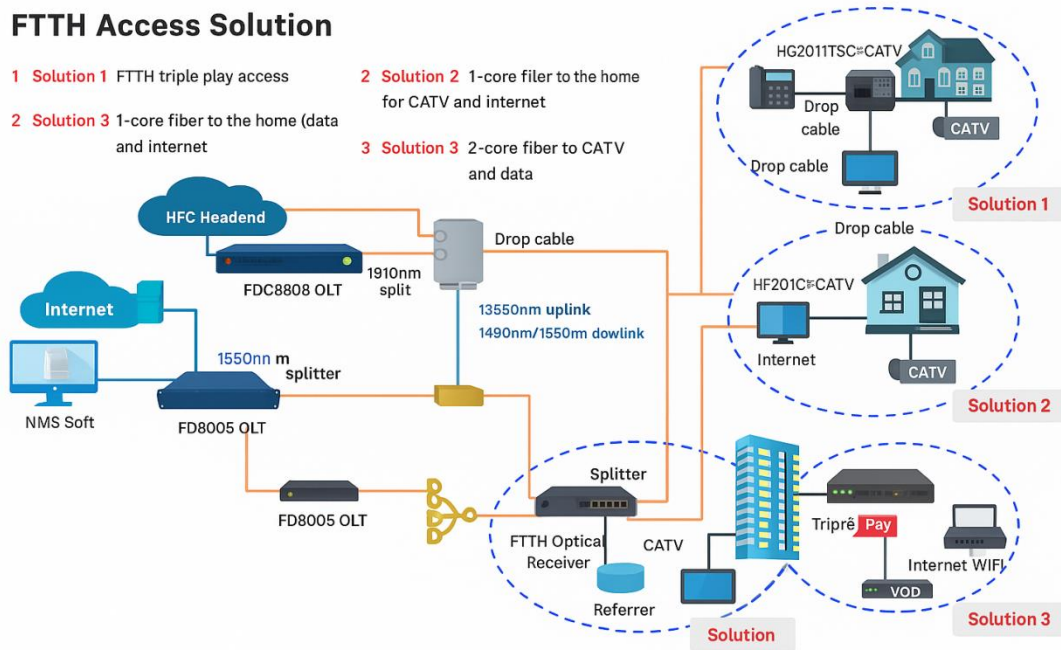 FTTH Access Solution
1 Solution 1 FTTH triple play access
2 Solution 3 1-core fiber to the home (data
and internet
2 Solution 2 1-core filer to the home
for CATV and internet
3 Solution 3 2-core fiber to CATV
and data
HFC Headend
FDC8808 OLT
1910nm
split
Drop cable
13550nm uplink
1490nm/1550m dowlink
Internet
NMS Soft
1550nn m
splitter
FD8005 OLT
FD8005 OLT
HG2011TSC CATV
Drop
cable
Drop cable
CATV
Solution 1
Drop cable
HF201C CATV
Internet
CATV
Solution 2
Splitter
FTTH Optical
Receiver
CATV
Referrer
Solution
Triprê Pay
Internet WIFI
VOD
Solution 3